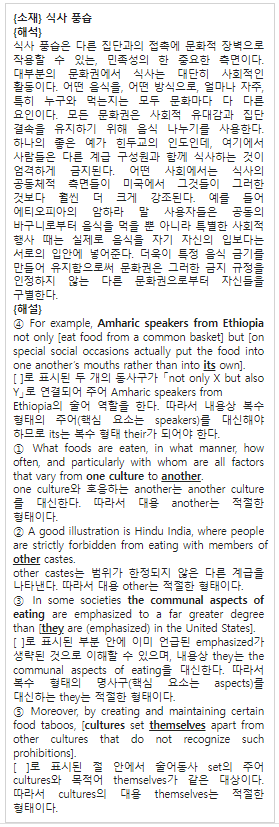 {소재} 식사 풍습
{해석}
식사 풍습은 다른 집단과의 접촉에 문화적 장벽으로
작용할 수 있는, 민족성의 한 중요한 측면이다.
대부분의 문화권에서 식사는 대단히 사회적인
활동이다. 어떤 음식을, 어떤 방식으로, 얼마나 자주,
특히 누구와 먹는지는 모두 문화마다 다 다른
요인이다. 모든 문화권은 사회적 유대감과 집단
결속을 유지하기 위해 음식 나누기를 사용한다.
하나의 좋은 예가 힌두교의 인도인데, 여기에서
사람들은 다른 계급 구성원과 함께 식사하는 것이
엄격하게 금지된다. 어떤 사회에서는 식사의
공동체적 측면들이 미국에서 그것들이 그러한
것보다 훨씬 더 크게 강조된다. 예를 들어
에티오피아의 암하라 말 사용자들은 공동의
바구니로부터 음식을 먹을 뿐 아니라 특별한 사회적
행사 때는 실제로 음식을 자기 자신의 입보다는
서로의 입안에 넣어준다. 더욱이 특정 음식 금기를
만들어 유지함으로써 문화권은 그러한 금지 규정을
인정하지 않는 다른 문화권으로부터 자신들을
구별한다.
{해설}
④ For example, Amharic speakers from Ethiopia
not only [eat food from a common basket] but [on
special social occasions actually put the food into
one another's mouths rather than into its own].
[ ]로 표시된 두 개의 동사구가 「not only X but also
Y」로 연결되어 주어 Amharic speakers from
Ethiopia의 술어 역할을 한다. 따라서 내용상 복수
형태의 주어(핵심 요소는 speakers)를 대신해야
하므로 its는 복수 형태 their가 되어야 한다.
① What foods are eaten, in what manner, how
often, and particularly with whom are all factors
that vary from one culture to another.
one culture와 호응하는 another는 another culture
를 대신한다. 따라서 대용 another는 적절한
형태이다.
② A good illustration is Hindu India, where people
are strictly forbidden from eating with members of
other castes.
other castes는 범위가 한정되지 않은 다른 계급을
나타낸다. 따라서 대용 other는 적절한 형태이다.
③ In some societies the communal aspects of
eating are emphasized to a far greater degree
than [they are (emphasized) in the United States].
[ ]로 표시된 부분 안에 이미 언급된 emphasized가
생략된 것으로 이해할 수 있으며, 내용상 they는 the
communal aspects of eating을 대신한다. 따라서
복수 형태의 명사구(핵심 요소는 aspects)를
대신하는 they는 적절한 형태이다.
⑤ Moreover, by creating and maintaining certain
food taboos, [cultures set themselves apart from
other cultures that do not recognize such
prohibitions].
[ ]로 표시된 절 안에서 술어동사 set의 주어
cultures와 목적어 themselves가 같은 대상이다.
따라서 cultures의 대용 themselves는 적절한
형태이다.